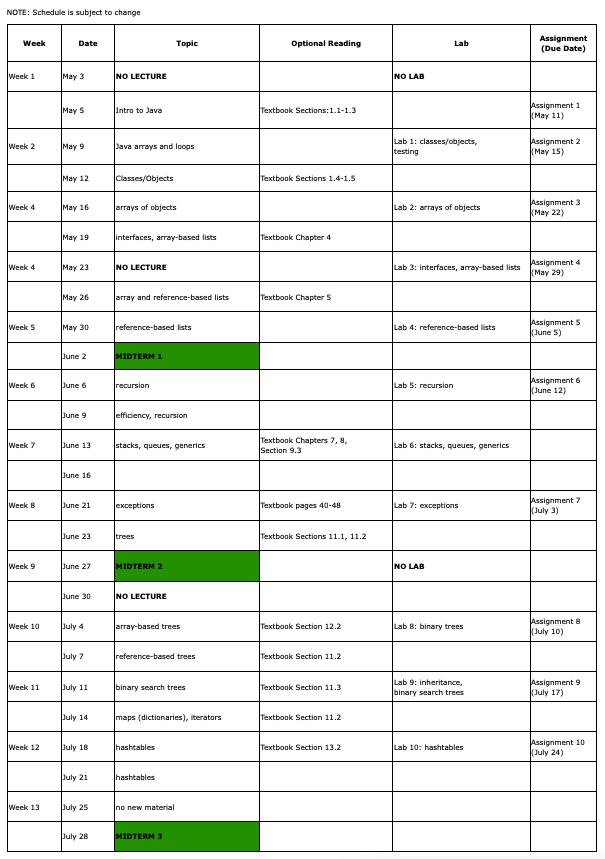 NOTE: Schedule is subject to change
Week Date Topic Optional Reading Lab Assignment
(Due Date)
Week 1 May 3 NO LECTURE NO LAB
May 5 Intro to Java Textbook Sections:1.1-1.3 Assignment 1
(May 11)
Week 2 May 9 Java arrays and loops Lab 1: classes/objects,
testing Assignment 2
(May 15)
May 12 Classes/Objects Textbook Sections 1.4-1.5
Week 4 May 16 arrays of objects Lab 2: arrays of objects Assignment 3
(May 22)
May 19 interfaces, array-based lists Textbook Chapter 4
Week 4 May 23 NO LECTURE Lab 3: interfaces, array-based lists Assignment 4
(May 29)
May 26 array and reference-based lists Textbook Chapter 5
Week 5 May 30 reference-based lists Lab 4: reference-based lists Assignment 5
(June 5)
June 2 MIDTERM 1
Week 6 June 6 recursion Lab 5: recursion Assignment 6
(June 12)
June 9 efficiency, recursion
Week 7 June 13 stacks, queues, generics Textbook Chapters 7, 8,
Section 9.3 Lab 6: stacks, queues, generics
June 16
Week 8 June 21 exceptions Textbook pages 40-48 Lab 7: exceptions Assignment 7
(July 3)
June 23 trees Textbook Sections 11.1, 11.2
Week 9 June 27 MIDTERM 2 NO LAB
June 30 NO LECTURE
Week 10 July 4 array-based trees Textbook Section 12.2 Lab 8: binary trees Assignment 8
(July 10)
July 7 reference-based trees Textbook Section 11.2
Week 11 July 11 binary search trees Textbook Section 11.3 Lab 9: inheritance,
binary search trees Assignment 9
(July 17)
July 14 maps (dictionaries), iterators Textbook Section 11.2
Week 12 July 18 hashtables Textbook Section 13.2 Lab 10: hashtables Assignment 10
(July 24)
July 21 hashtables
Week 13 July 25 no new material
July 28 MIDTERM 3